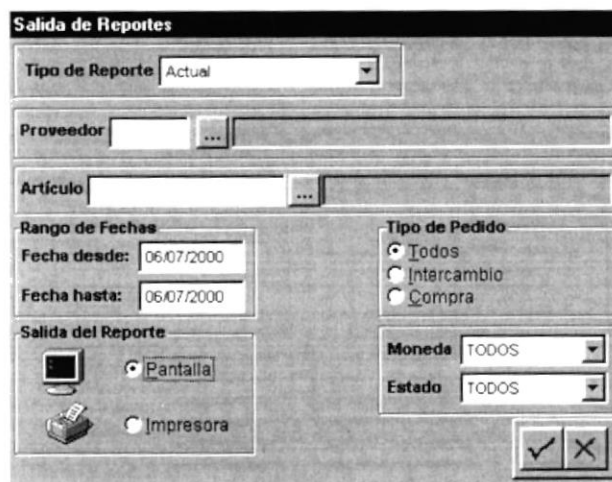 Salida de Reportes
Tipo de Reporte Actual
Proveedor ...
Artículo ...
Rango de Fechas
Fecha desde: 06/07/2000
Fecha hasta: 06/07/2000
Tipo de Pedido
Todos
Intercambio
Compra
Salida del Reporte
Pantalla
Impresora
Moneda TODOS
Estado TODOS